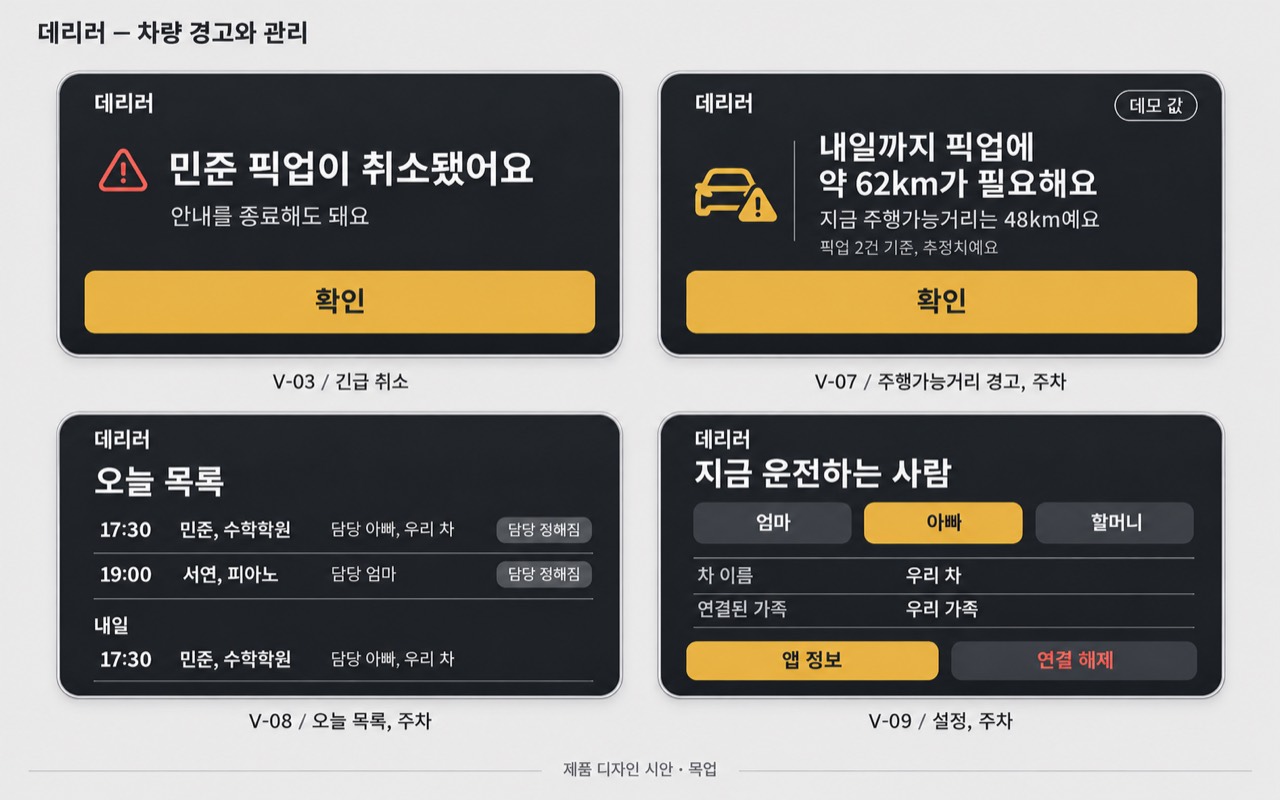 데리러 – 차량 경고와 관리
데리러
민준 픽업이 취소됐어요
안내를 종료해도 돼요
확인
V-03 / 긴급 취소
데리러
데모 값
내일까지 픽업에
약 62km가 필요해요
지금 주행가능거리는 48km예요
픽업 2건 기준, 추정치예요
확인
V-07 / 주행가능거리 경고, 주차
데리러
오늘 목록
17:30 민준, 수학학원 담당 아빠, 우리 차 담당 정해짐
19:00 서연, 피아노 담당 엄마 담당 정해짐
내일
17:30 민준, 수학학원 담당 아빠, 우리 차
V-08 / 오늘 목록, 주차
데리러
지금 운전하는 사람
엄마 아빠 할머니
차 이름 우리 차
연결된 가족 우리 가족
앱 정보 연결 해제
V-09 / 설정, 주차
제품 디자인 시안 · 목업